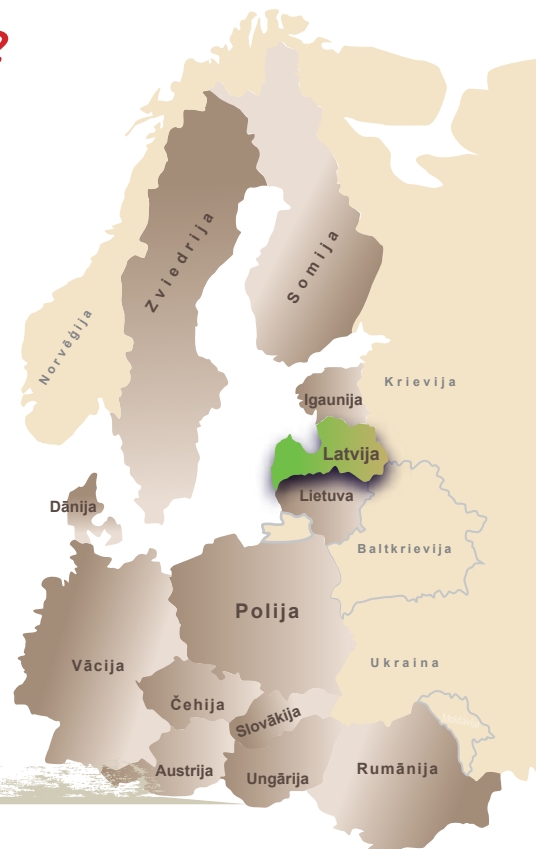 ?
Zviedrija
Somija
Norvēģija
Krievija
Igaunija
Latvija
Lietuva
Dānija
Baltkrievija
Polija
Vācija
Ukraina
Čehija
Slovākija
Austrija
Ungārija
Rumānija